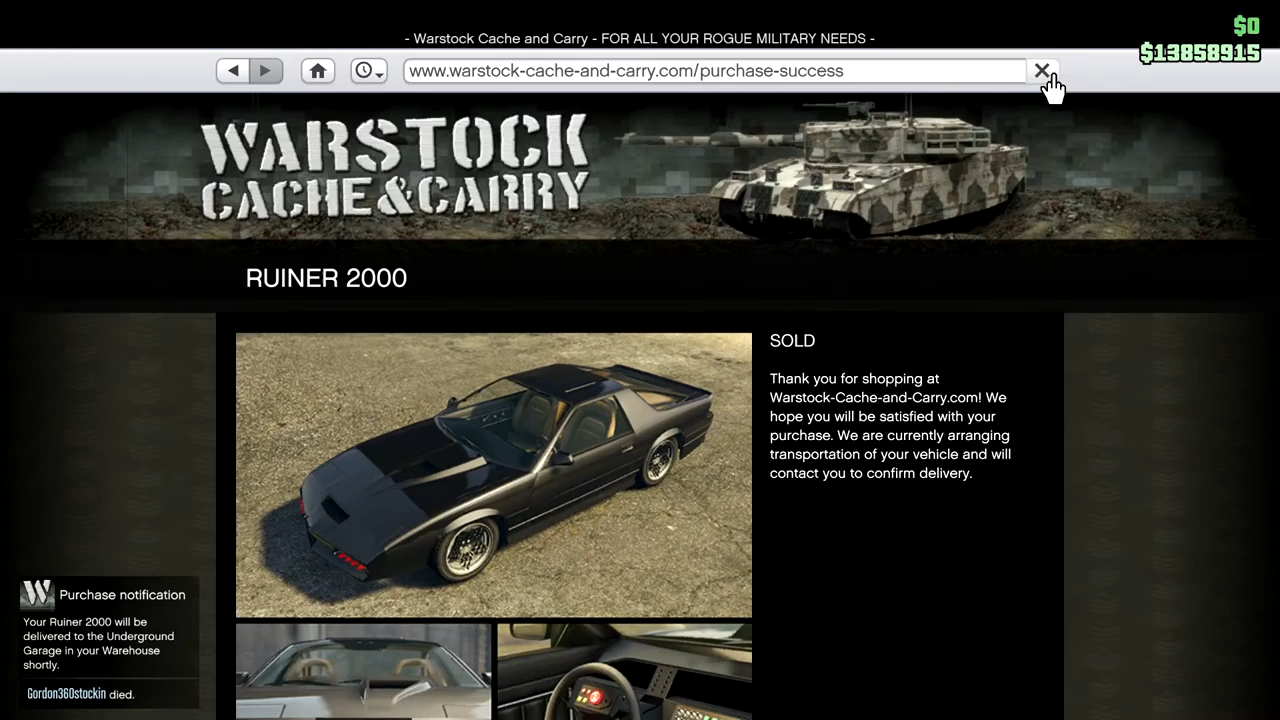 - Warstock Cache and Carry - FOR ALL YOUR ROGUE MILITARY NEEDS -
$0
$13858915
www.warstock-cache-and-carry.com/purchase-success
WARSTOCK
CACHE&CARRY
RUINER 2000
SOLD
Thank you for shopping at
Warstock-Cache-and-Carry.com! We
hope you will be satisfied with your
purchase. We are currently arranging
transportation of your vehicle and will
contact you to confirm delivery.
W
Purchase notification
Your Ruiner 2000 will be
delivered to the Underground
Garage in your Warehouse
shortly.
Gordon360stockin died.